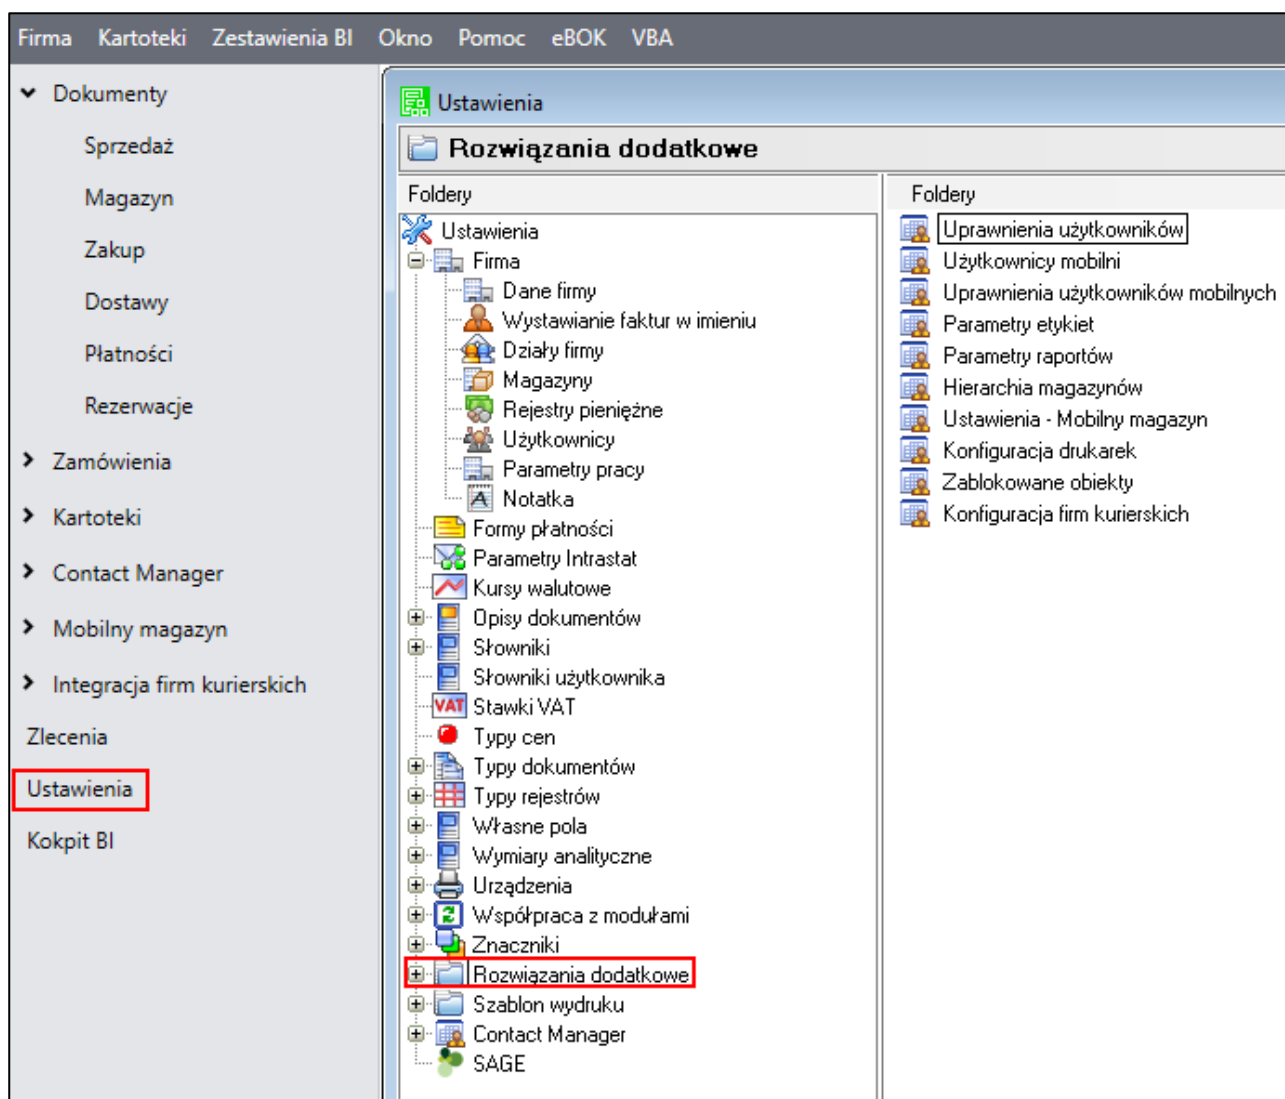 Firma Kartoteki Zestawienia BI Okno Pomoc eBOK VBA
Dokumenty
Sprzedaż
Magazyn
Zakup
Dostawy
Płatności
Rezerwacje
Zamówienia
Kartoteki
Contact Manager
Mobilny magazyn
Integracja firm kurierskich
Zlecenia
Ustawienia
Kokpit BI
Ustawienia
Rozwiązania dodatkowe
Foldery
Ustawienia
Firma
Dane firmy
Wystawianie faktur w imieniu
Działy firmy
Magazyny
Rejestry pieniężne
Użytkownicy
Parametry pracy
Notatka
Formy płatności
Parametry Intrastat
Kursy walutowe
Opisy dokumentów
Słowniki
Słowniki użytkownika
VAT Stawki VAT
Typy cen
Typy dokumentów
Typy rejestrów
Własne pola
Wymiary analityczne
Urządzenia
Współpraca z modułami
Znaczniki
Rozwiązania dodatkowe
Szablon wydruku
Contact Manager
SAGE
Foldery
Uprawnienia użytkowników
Użytkownicy mobilni
Uprawnienia użytkowników mobilnych
Parametry etykiet
Parametry raportów
Hierarchia magazynów
Ustawienia - Mobilny magazyn
Konfiguracja drukarek
Zablokowane obiekty
Konfiguracja firm kurierskich